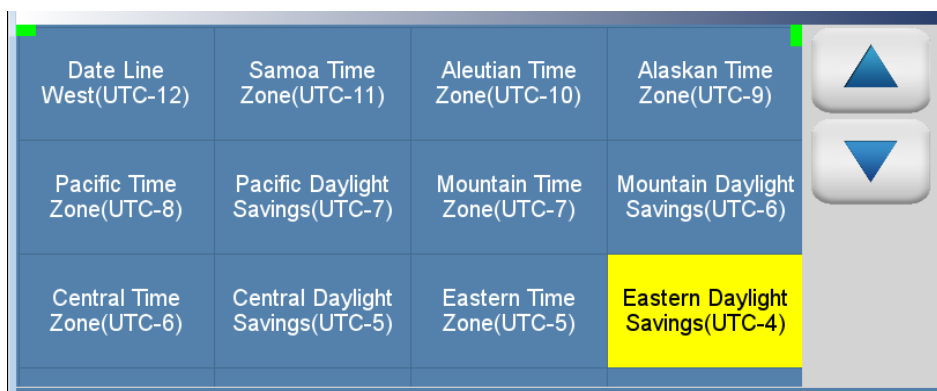 Date Line
West(UTC-12)
Samoa Time
Zone(UTC-11)
Aleutian Time
Zone(UTC-10)
Alaskan Time
Zone(UTC-9)
Pacific Time
Zone(UTC-8)
Pacific Daylight
Savings(UTC-7)
Mountain Time
Zone(UTC-7)
Mountain Daylight
Savings(UTC-6)
Central Time
Zone(UTC-6)
Central Daylight
Savings(UTC-5)
Eastern Time
Zone(UTC-5)
Eastern Daylight
Savings(UTC-4)